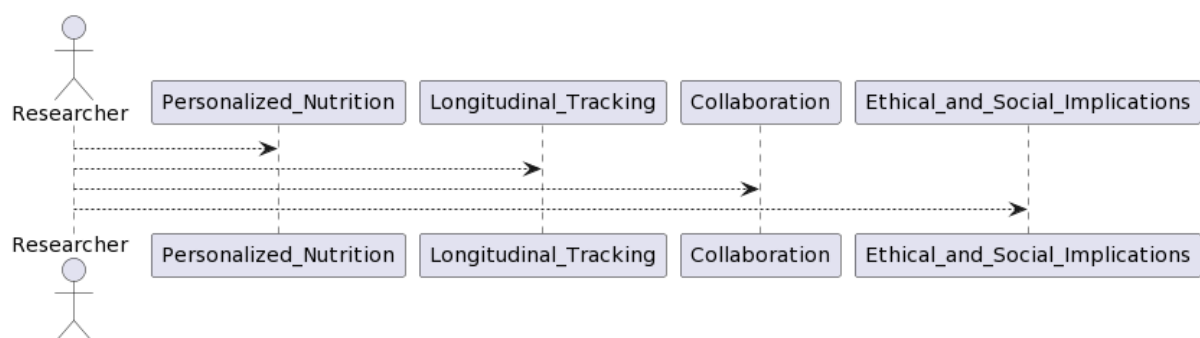 Researcher
Personalized_Nutrition
Longitudinal_Tracking
Collaboration
Ethical_and_Social_Implications
Researcher
Personalized_Nutrition
Longitudinal_Tracking
Collaboration
Ethical_and_Social_Implications